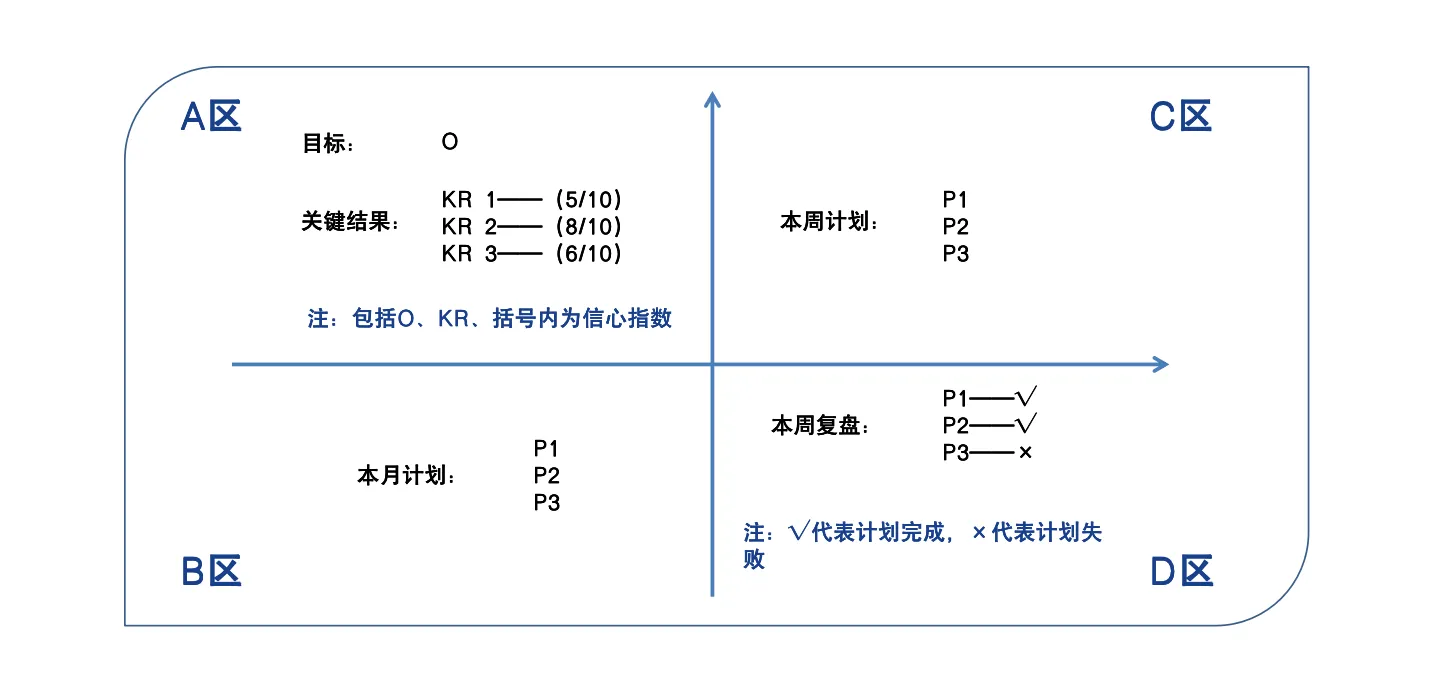 A区
目标： O
关键结果： KR 1—— (5/10)
KR 2—— (8/10)
KR 3—— (6/10)
注：包括O、KR、括号内为信心指数
C区
本周计划： P1
P2
P3
B区
本月计划： P1
P2
P3
D区
本周复盘： P1——√
P2——√
P3——×
注：√代表计划完成，×代表计划失
败